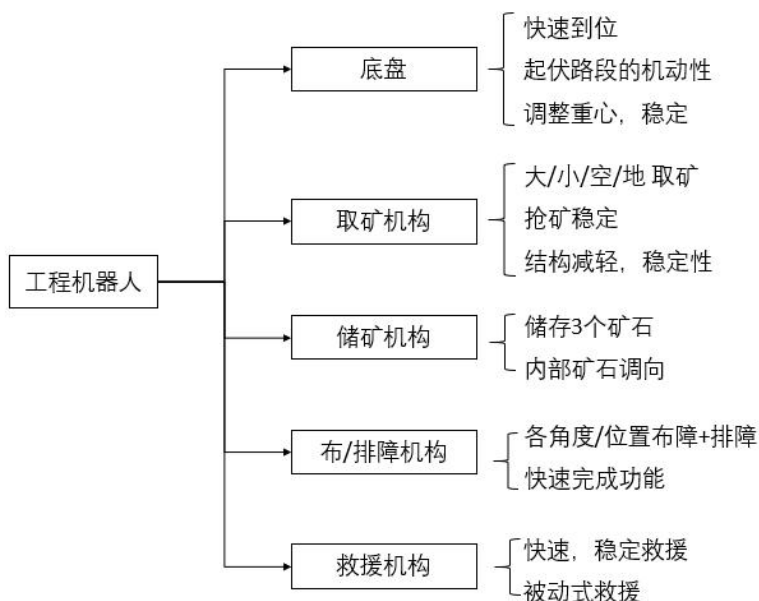 快速到位
底盘
起伏路段的机动性
调整重心，稳定
大/小/空/地 取矿
取矿机构
抢矿稳定
结构减轻，稳定性
工程机器人
储矿机构
储存3个矿石
内部矿石调向
布/排障机构
各角度/位置布障+排障
快速完成功能
救援机构
快速，稳定救援
被动式救援